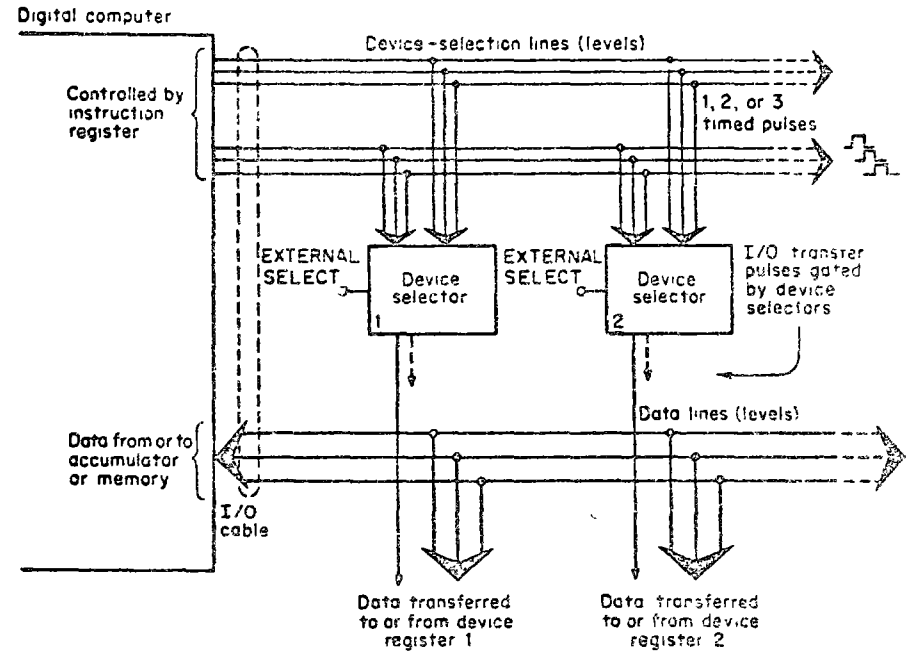 Digital computer
Device-selection lines (levels)
Controlled by
instruction
register
1, 2, or 3
timed pulses
EXTERNAL
SELECT
Device
selector
1
EXTERNAL
SELECT
Device
selector
2
I/O transfer
pulses gated
by device
selectors
Data lines (levels)
Data from or to
accumulator
or memory
I/O
cable
Data transferred
to or from device
register 1
Data transferred
to or from device
register 2